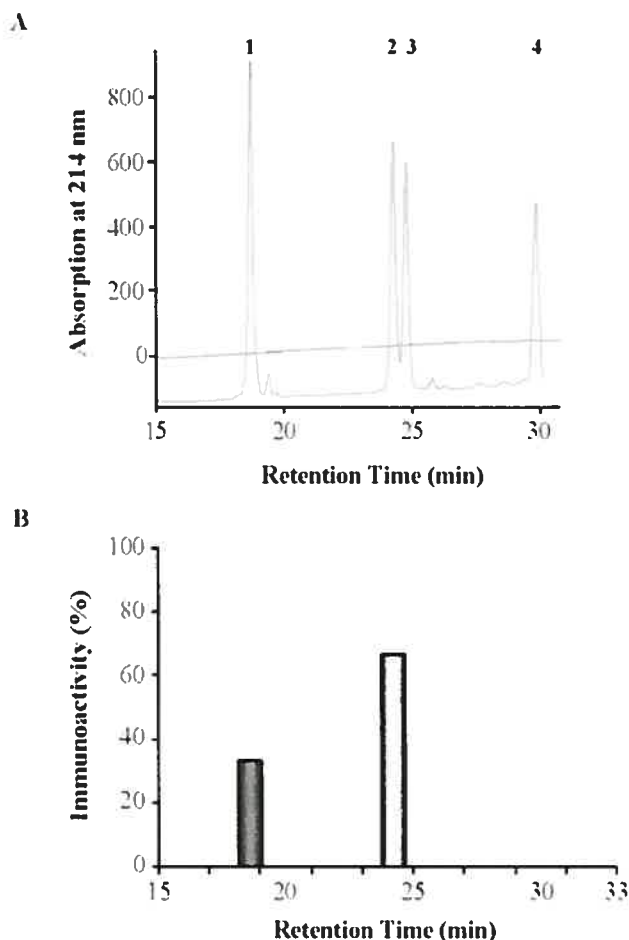 A
1 2 3 4
Absorption at 214 nm
800
600
400
200
0
15 20 25 30
Retention Time (min)
B
Immunoactivity (%)
100
80
60
40
20
0
15 20 25 30 33
Retention Time (min)